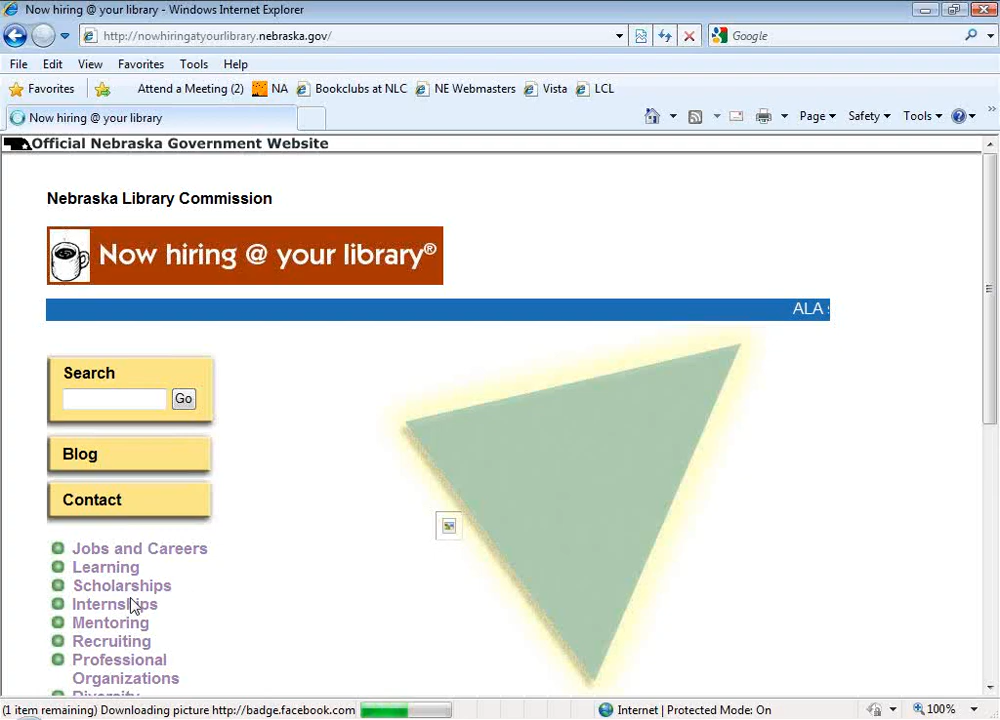 Now hiring @ your library - Windows Internet Explorer
http://nowhiringatyourlibrary.nebraska.gov/
Google
File Edit View Favorites Tools Help
Favorites Attend a Meeting (2) NA Bookclubs at NLC NE Webmasters Vista LCL
Now hiring @ your library
Page Safety Tools
Official Nebraska Government Website
Nebraska Library Commission
Now hiring @ your library®
ALA
Search
Go
Blog
Contact
Jobs and Careers
Learning
Scholarships
Internships
Mentoring
Recruiting
Professional
Organizations
Diversity
(1 item remaining) Downloading picture http://badge.facebook.com
Internet | Protected Mode: On
100%